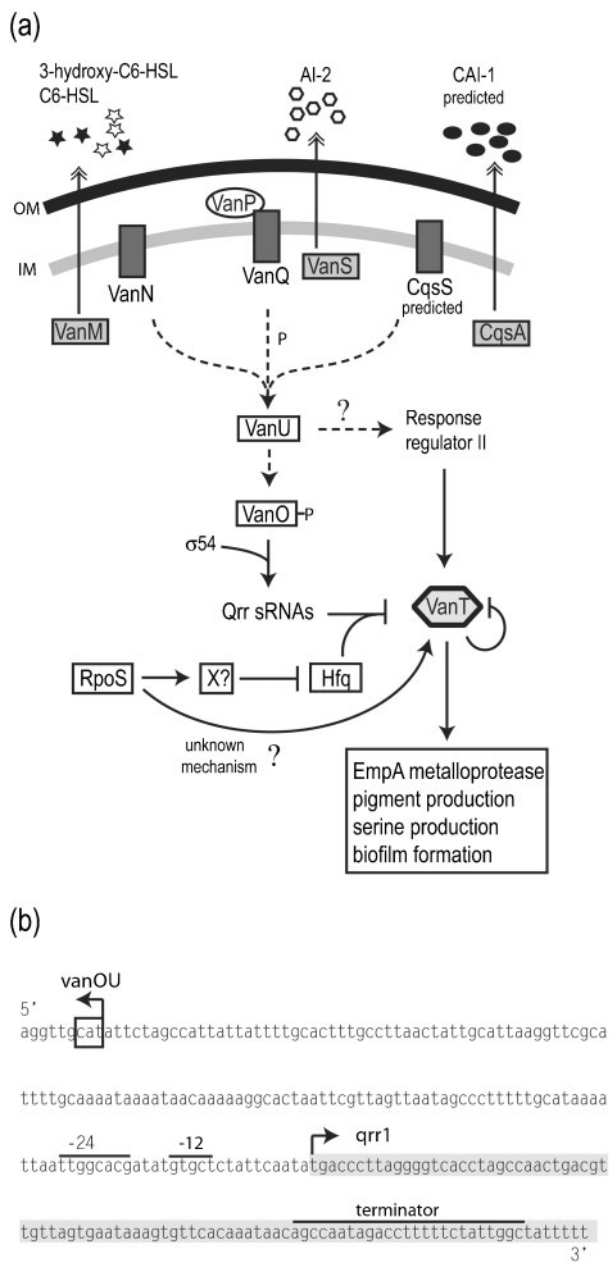 (a)
3-hydroxy-C6-HSL
C6-HSL
AI-2
CAI-1
predicted
OM
VanP
IM
VanN
VanQ
VanS
CqsS
predicted
VanM
CqsA
P
VanU
?
Response
regulator II
VanO
P
σ54
Qrr sRNAs
VanT
RpoS
X?
Hfq
unknown
mechanism
?
EmpA metalloprotease
pigment production
serine production
biofilm formation
(b)
vanOU
5'
aggttgcatattctagccattattattttgcactttgccttaactattgcattaaggttcgca
ttttgcaaaataaaataacaaaaaggcactaattcgttagttaatagccctttttgcataaaa
-24
-12
qrr1
ttaattggcacgatatgtgctctattcaatatgacccttaggggtcacctagccaactgacgt
terminator
tgttagtgaataaagtgttcacaaataacagccaatagacctttttctattggctattttt
3'